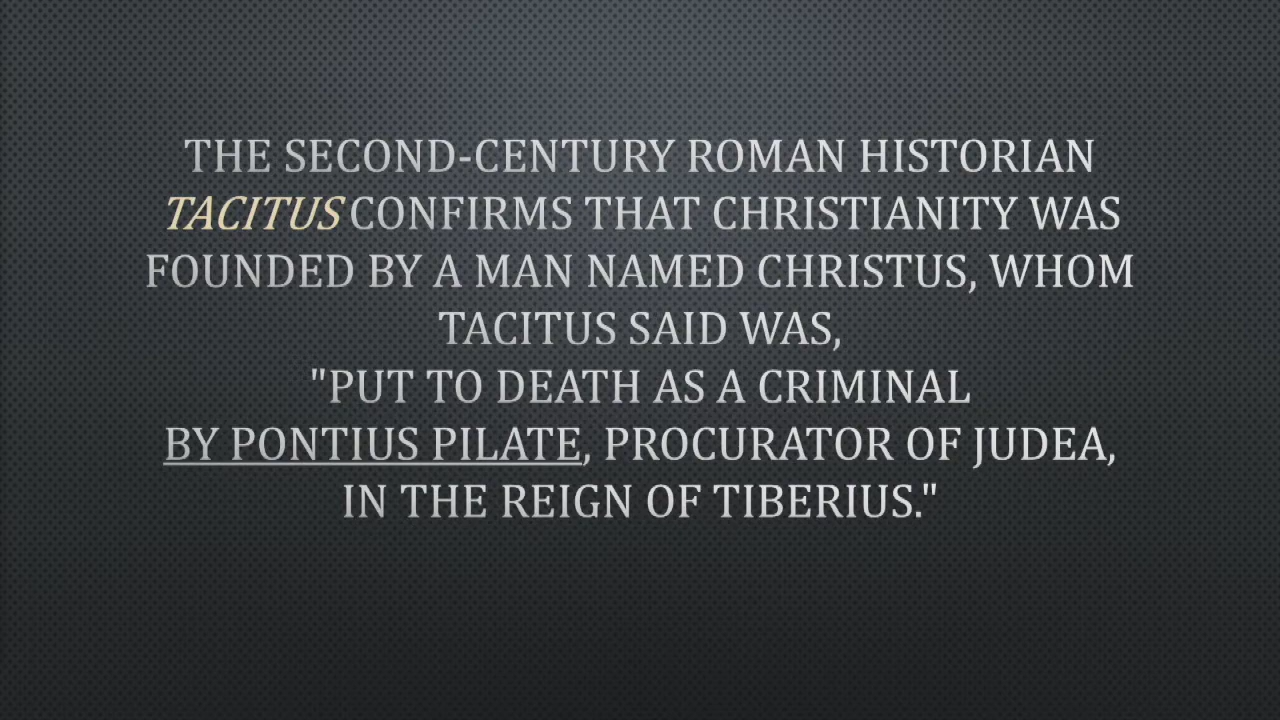 THE SECOND-CENTURY ROMAN HISTORIAN
TACITUS CONFIRMS THAT CHRISTIANITY WAS
FOUNDED BY A MAN NAMED CHRISTUS, WHOM
TACITUS SAID WAS,
"PUT TO DEATH AS A CRIMINAL
BY PONTIUS PILATE, PROCURATOR OF JUDEA,
IN THE REIGN OF TIBERIUS."